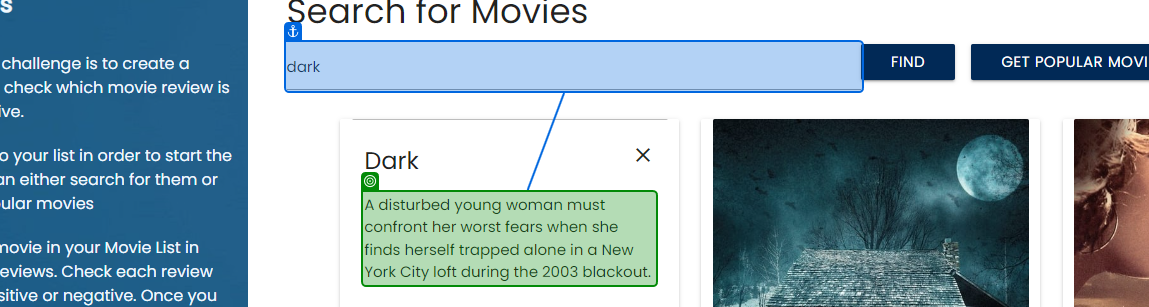 s
Search for Movies
challenge is to create a
check which movie review is
ive.
o your list in order to start the
an either search for them or
ular movies
movie in your Movie List in
eviews. Check each review
sitive or negative. Once you
dark
FIND
GET POPULAR MOVI
Dark
A disturbed young woman must
confront her worst fears when she
finds herself trapped alone in a New
York City loft during the 2003 blackout.